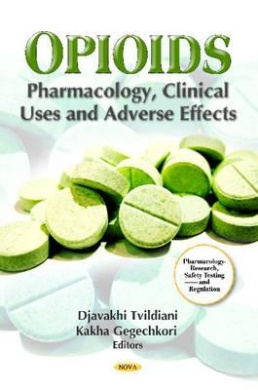 OPIOIDS
Pharmacology, Clinical
Uses and Adverse Effects
Pharmacology-
Research,
Safety Testing
and
Regulation
Djavakhi Tvildiani
Kakha Gegechkori
Editors
NOVA